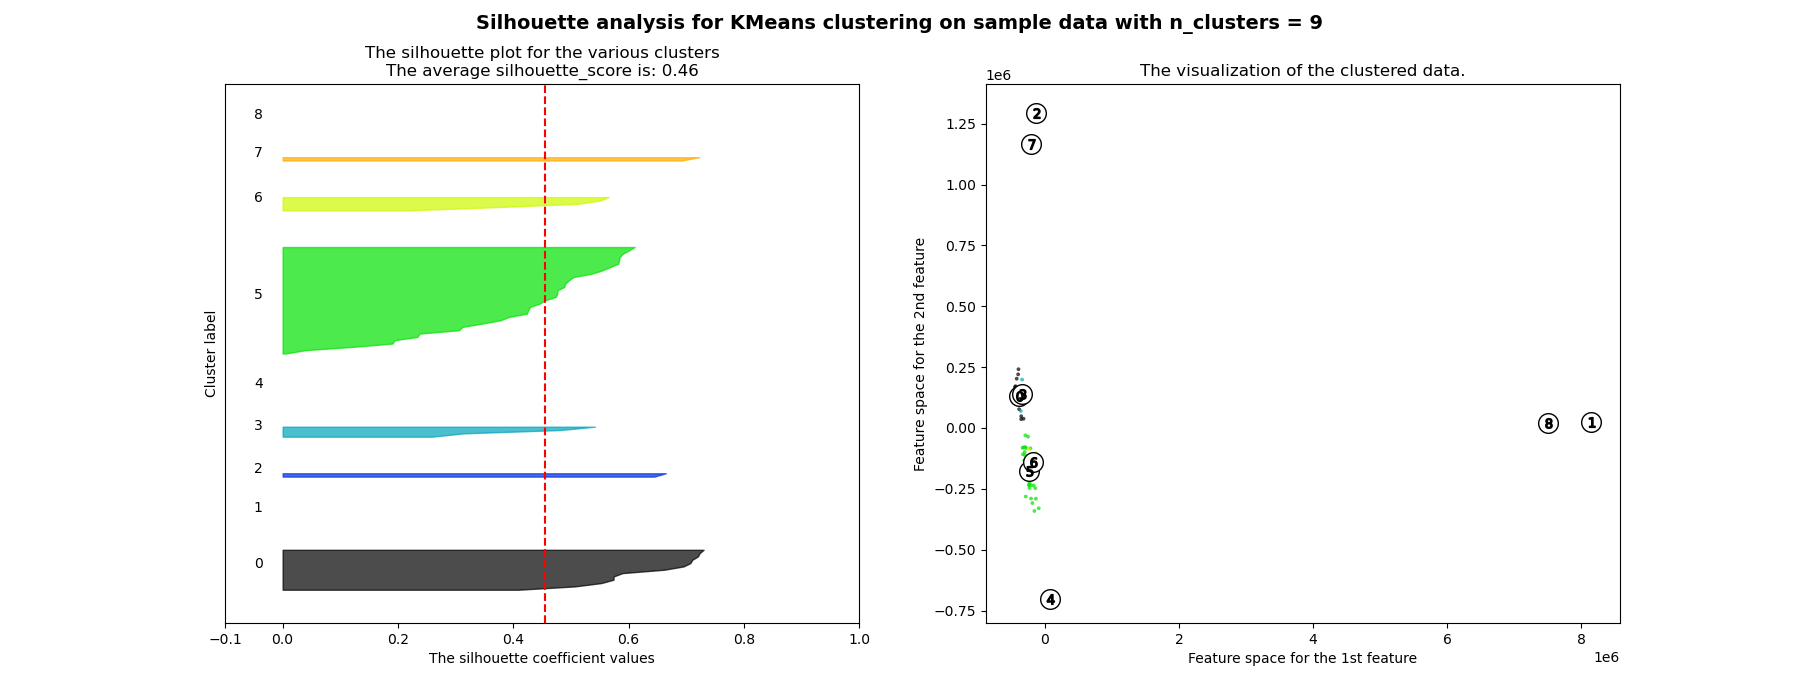 Silhouette analysis for KMeans clustering on sample data with n_clusters = 9
The silhouette plot for the various clusters
The average silhouette_score is: 0.46
8
7
6
5
4
3
2
1
0
Cluster label
−0.1 0.0 0.2 0.4 0.6 0.8 1.0
The silhouette coefficient values
The visualization of the clustered data.
1e6
1.25
1.00
0.75
0.50
0.25
0.00
−0.25
−0.50
−0.75
Feature space for the 2nd feature
2
7
0 3
8 1
6
5
4
0 2 4 6 8
1e6
Feature space for the 1st feature